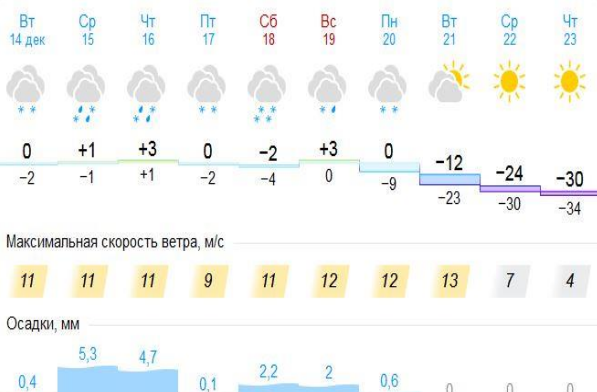 Вт Ср Чт Пт Сб Вс Пн Вт Ср Чт
14 дек 15 16 17 18 19 20 21 22 23
0 +1 +3 0 −2 +3 0 −12 −24 −30
−2 −1 +1 −2 −4 0 −9 −23 −30 −34
Максимальная скорость ветра, м/с
11 11 11 9 11 12 12 13 7 4
Осадки, мм
0,4 5,3 4,7 0,1 2,2 2 0,6 0 0 0